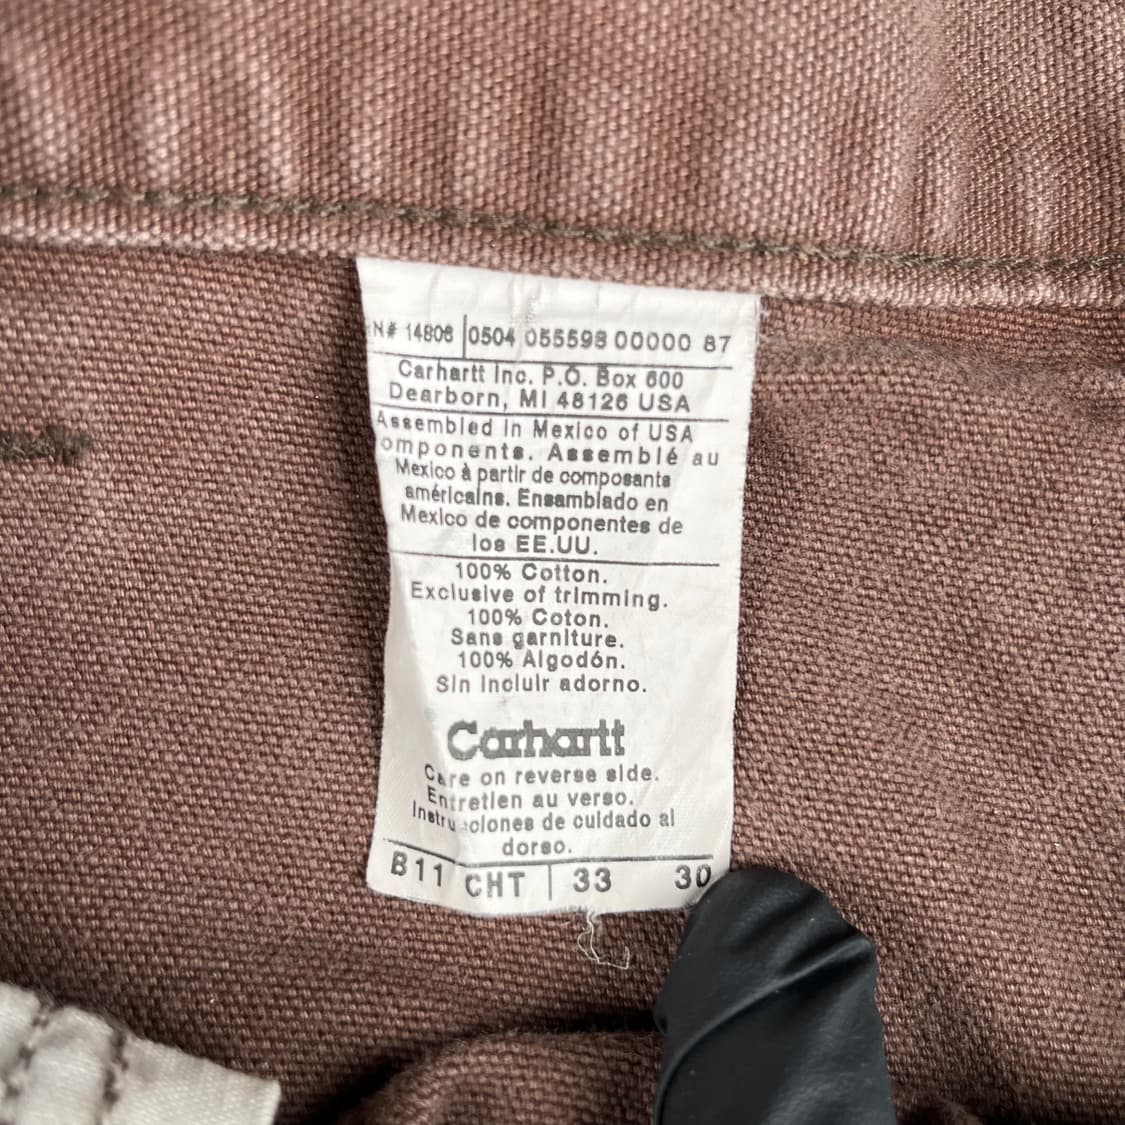 N# 14806 0504 055598 00000 87
Carhartt Inc. P.O. Box 600
Dearborn, MI 48126 USA
Assembled in Mexico of USA
omponents. Assemblé au
Mexico à partir de composants
américains. Ensamblado en
Mexico de componentes de
los EE.UU.
100% Cotton.
Exclusive of trimming.
100% Coton.
Sans garniture.
100% Algodón.
Sin incluir adorno.
Carhartt
Care on reverse side.
Entretien au verso.
Instrucciones de cuidado al
dorso.
B11 CHT 33 30